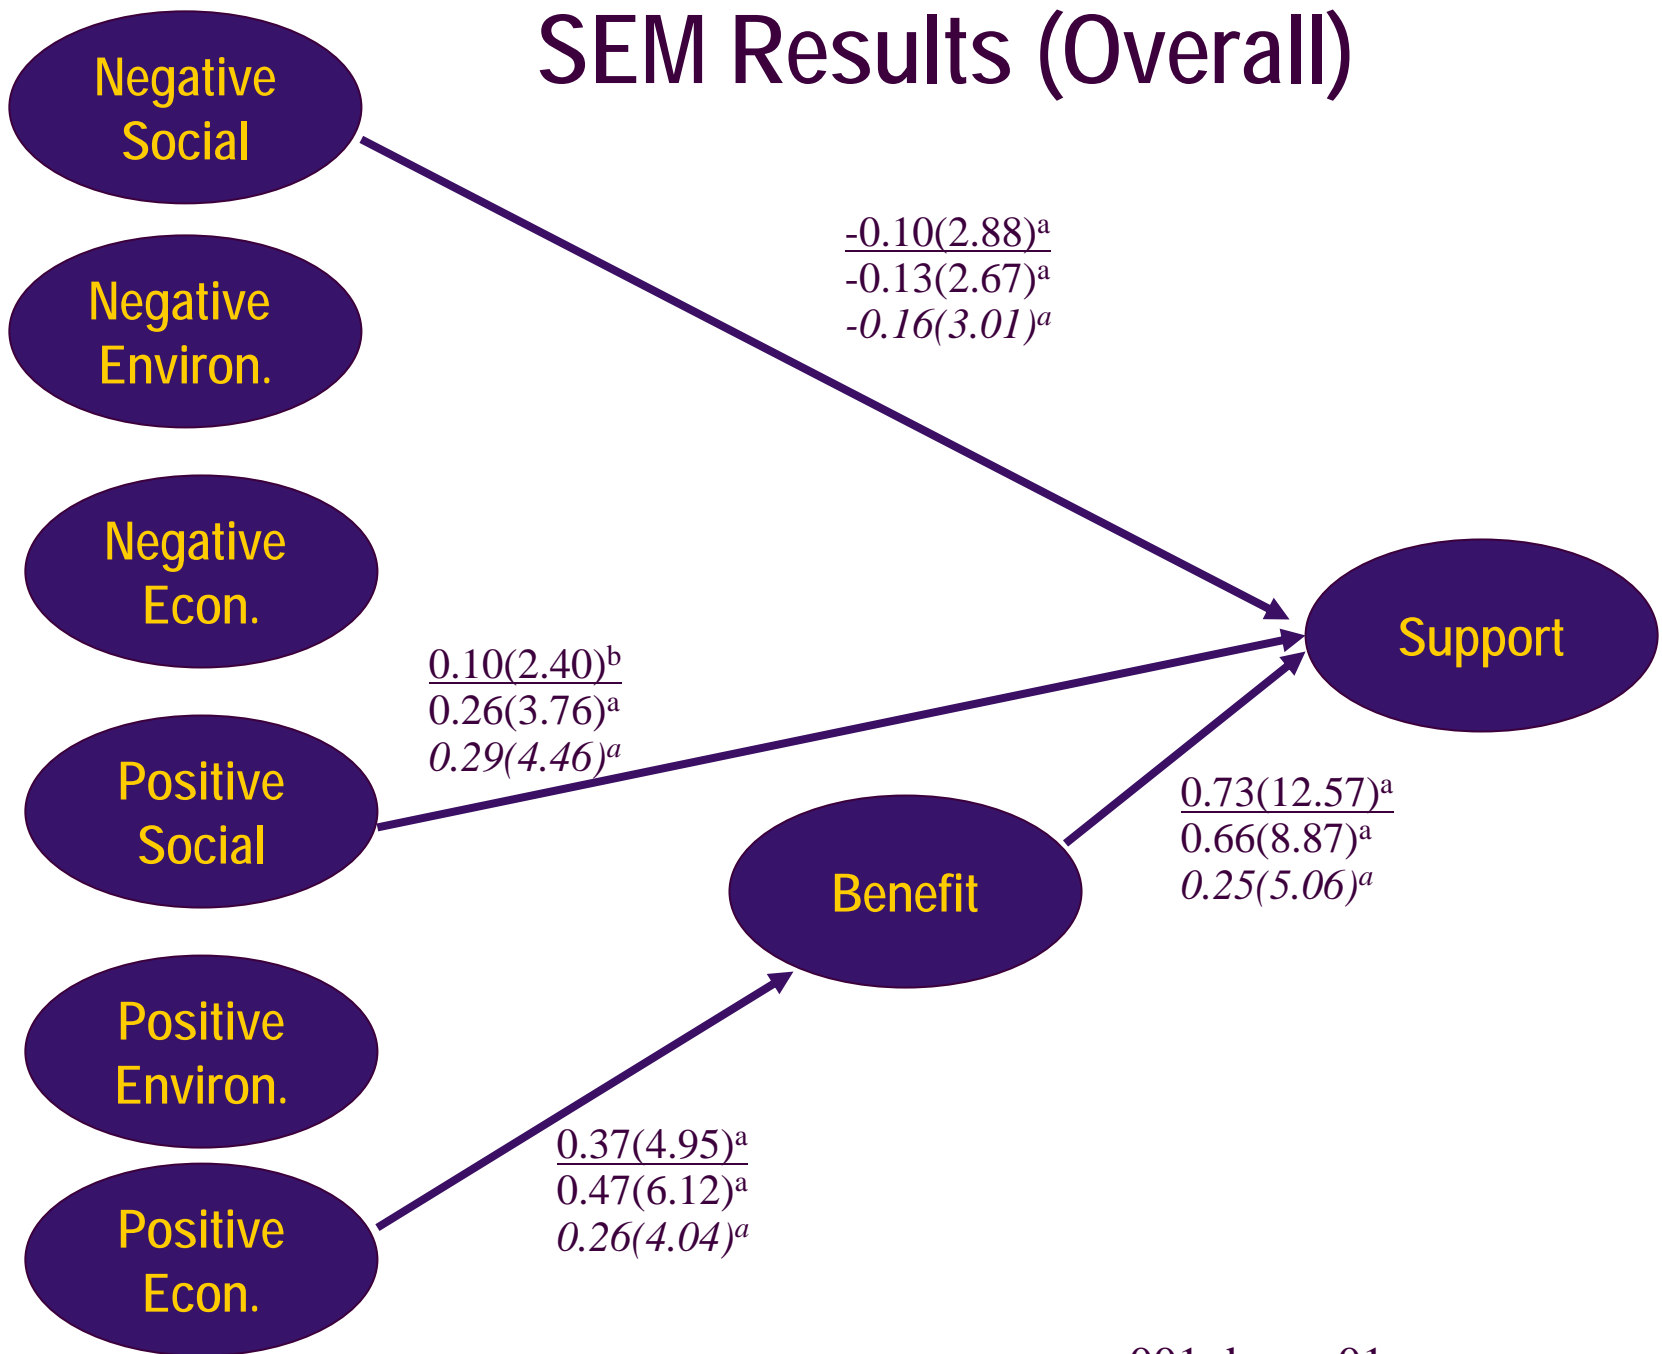 SEM Results (Overall)
Negative
Social
-0.10(2.88)ᵃ
-0.13(2.67)ᵃ
-0.16(3.01)ᵃ
Negative
Environ.
Negative
Econ.
Support
0.10(2.40)ᵇ
0.26(3.76)ᵃ
0.29(4.46)ᵃ
Positive
Social
0.73(12.57)ᵃ
0.66(8.87)ᵃ
0.25(5.06)ᵃ
Benefit
Positive
Environ.
0.37(4.95)ᵃ
0.47(6.12)ᵃ
0.26(4.04)ᵃ
Positive
Econ.